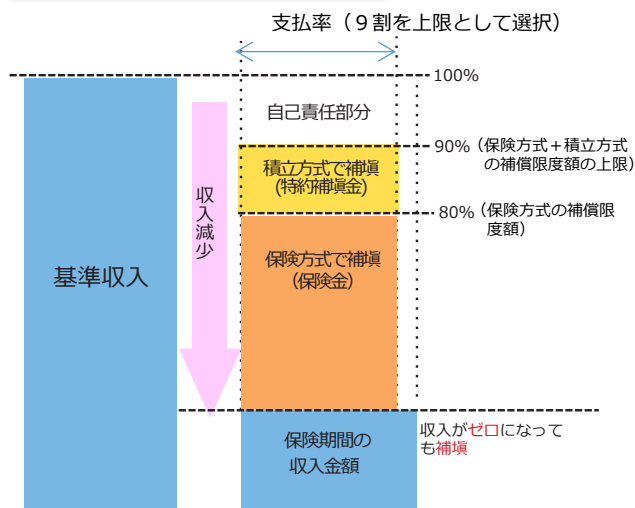 支払率（９割を上限として選択）
100%
自己責任部分
90%（保険方式＋積立方式
の補償限度額の上限）
積立方式で補塡
(特約補塡金)
80%（保険方式の補償限
度額）
収入減少
基準収入
保険方式で補塡
(保険金)
保険期間の
収入金額
収入がゼロになって
も補塡